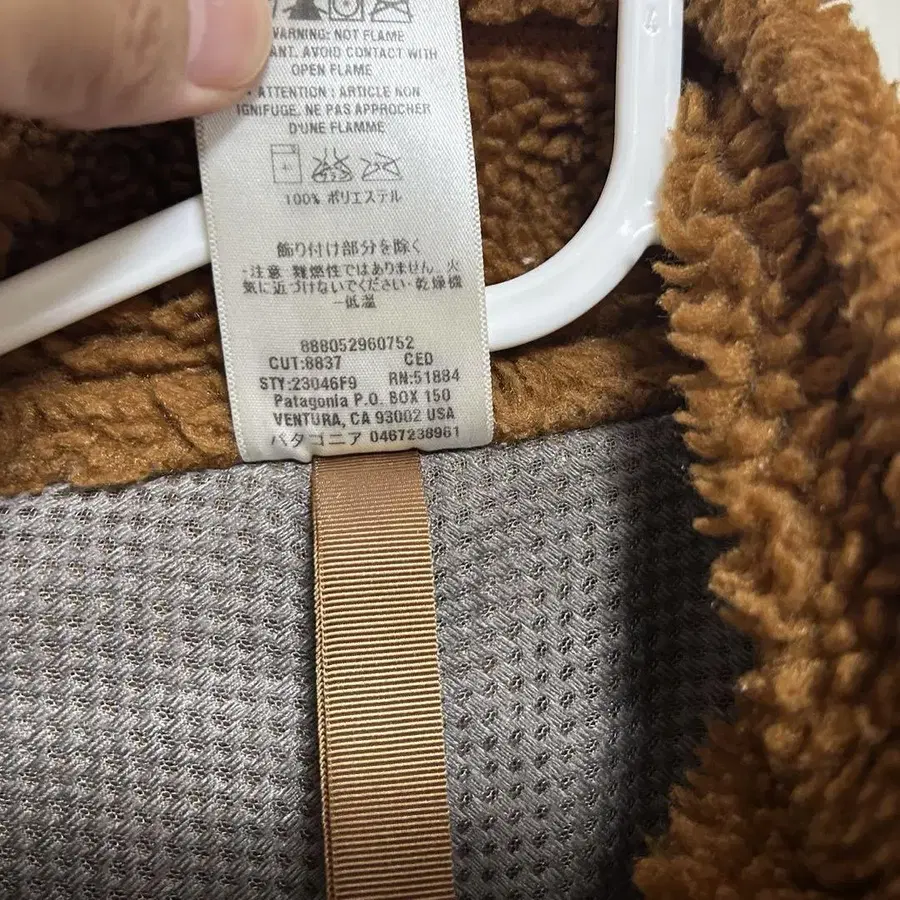 WARNING: NOT FLAME
AVOID CONTACT WITH
OPEN FLAME
• ATTENTION : ARTICLE NON
IGNIFUGE. NE PAS APPROCHER
D'UNE FLAMME
100% ポリエステル
飾り付け部分を除く
・注意 難燃性ではありません。火
気に近づけないでください・乾燥機
ー低温
888052960752
CUT:8837 CEO
STY:23046F9 RN:51884
Patagonia P.O. BOX 150
VENTURA, CA 93002 USA
パタゴニア 0467238961
4